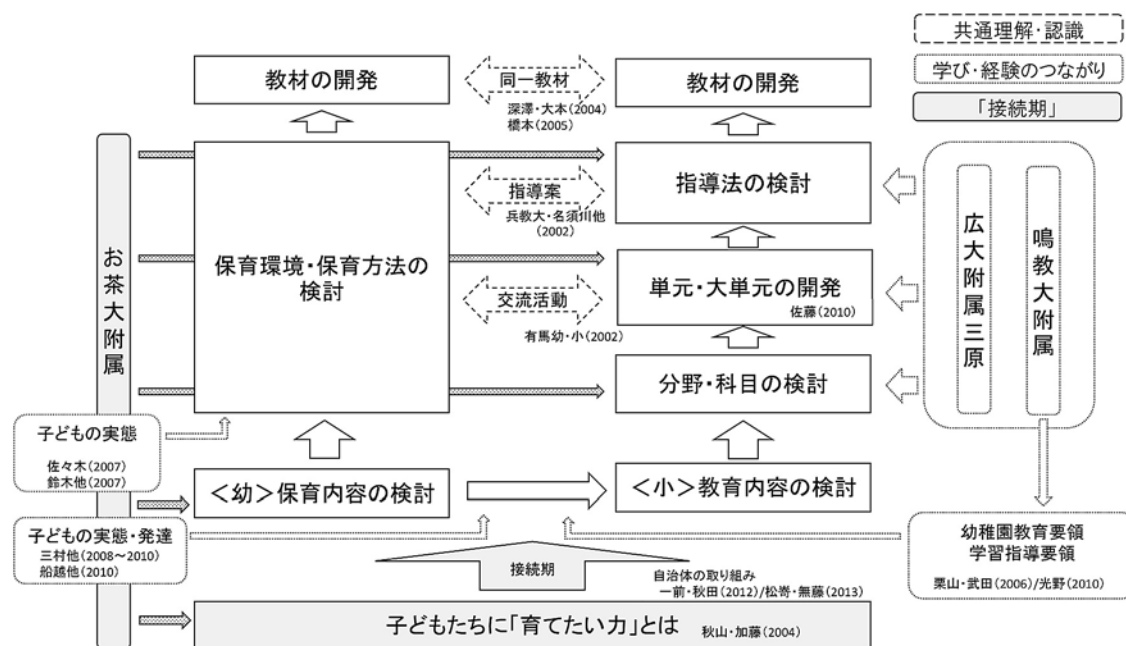 共通理解・認識
学び・経験のつながり
「接続期」
教材の開発
同一教材
深澤・大本(2004)
橋本(2005)
教材の開発
お茶大附属
保育環境・保育方法の
検討
指導案
兵教大・名須川他
(2002)
交流活動
有馬幼・小(2002)
指導法の検討
単元・大単元の開発
佐藤(2010)
分野・科目の検討
広大附属三原
鳴教大附属
子どもの実態
佐々木(2007)
鈴木他(2007)
<幼>保育内容の検討
<小>教育内容の検討
子どもの実態・発達
三村他(2008~2010)
船越他(2010)
幼稚園教育要領
学習指導要領
栗山・武田(2006)/光野(2010)
接続期
自治体の取り組み
一前・秋田(2012)/松嵜・無藤(2013)
子どもたちに「育てたい力」とは
秋山・加藤(2004)